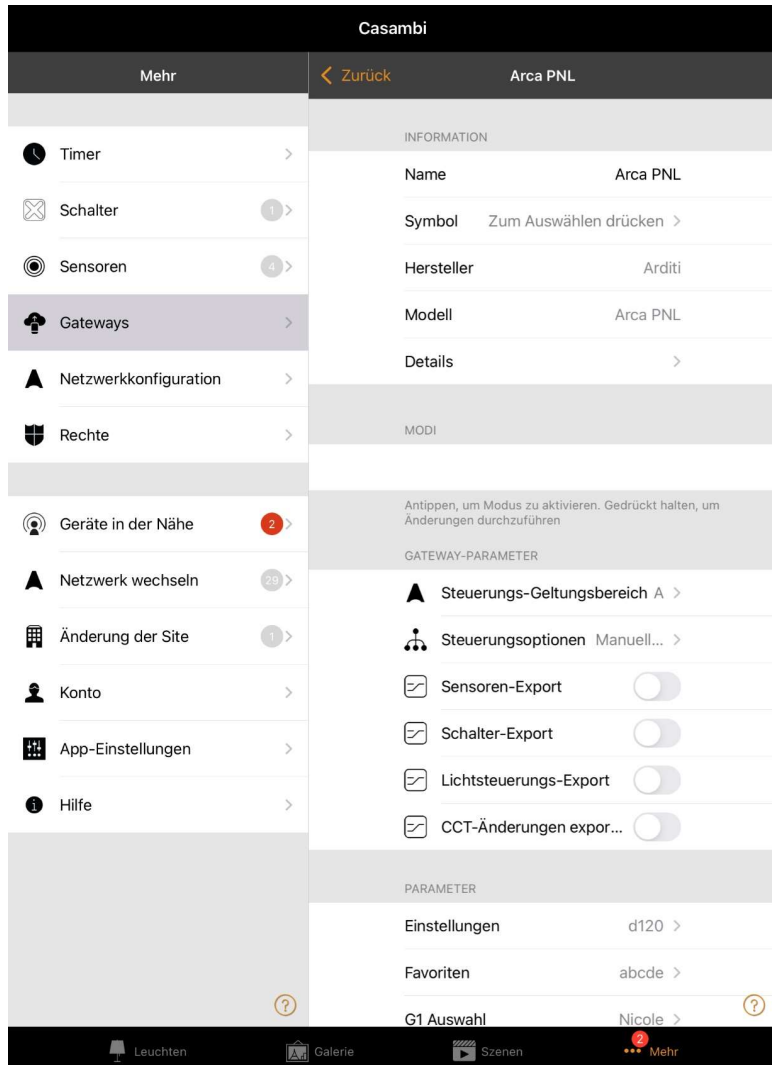 Casambi
Mehr
Timer
Schalter 1
Sensoren 4
Gateways
Netzwerkkonfiguration
Rechte
Geräte in der Nähe 2
Netzwerk wechseln 29
Änderung der Site 1
Konto
App-Einstellungen
Hilfe
?
Zurück
Arca PNL
INFORMATION
Name Arca PNL
Symbol Zum Auswählen drücken
Hersteller Arditi
Modell Arca PNL
Details
MODI
Antippen, um Modus zu aktivieren. Gedrückt halten, um
Änderungen durchzuführen
GATEWAY-PARAMETER
Steuerungs-Geltungsbereich A
Steuerungsoptionen Manuell...
Sensoren-Export
Schalter-Export
Lichtsteuerungs-Export
CCT-Änderungen expor...
PARAMETER
Einstellungen d120
Favoriten abcde
G1 Auswahl Nicole
?
Leuchten
Galerie
Szenen
2
Mehr